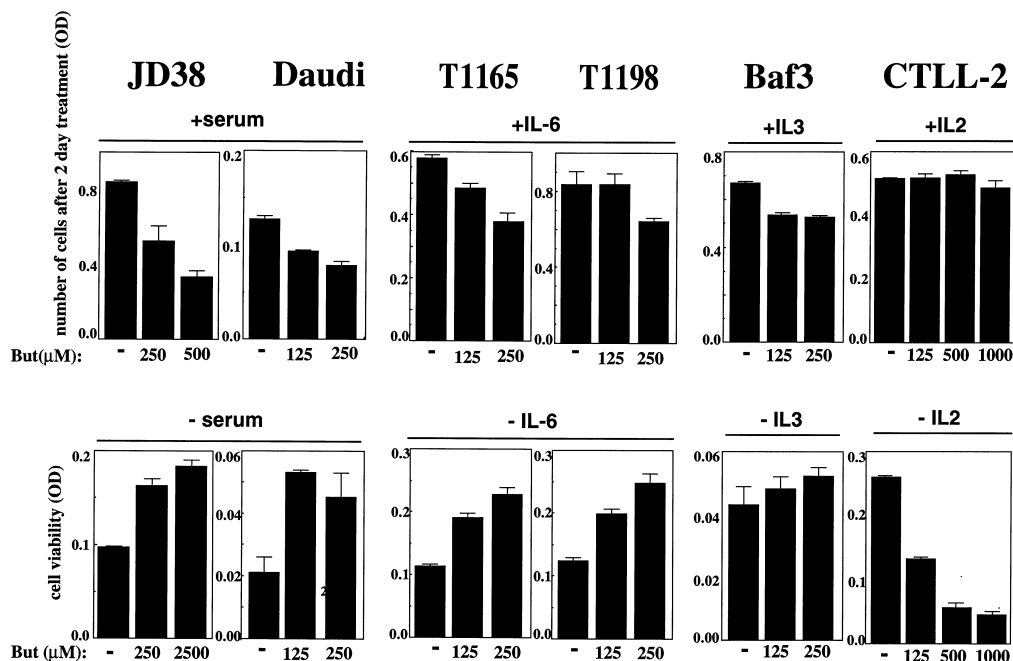 number of cells after 2 day treatment (OD)
JD38 Daudi T1165 T1198 Baf3 CTLL-2
+serum +IL-6 +IL3 +IL2
0.8 0.4 0.0
0.2 0.1 0.0
0.6 0.4 0.2 0.0
0.8 0.4 0.0
0.8 0.6 0.4 0.2 0.0
0.6 0.4 0.2 0.0
But(μM): - 250 500 - 125 250 - 125 250 - 125 250 - 125 250 - 125 500 1000
- serum - IL-6 - IL3 - IL2
cell viability (OD)
0.2 0.1 0.0
0.06 0.04 0.02 0.00
2
0.3 0.2 0.1 0.0
0.3 0.2 0.1 0.0
0.06 0.04 0.02 0.00
0.3 0.2 0.1 0.0
But (μM): - 250 2500 - 125 250 - 125 250 - 125 250 - 125 250 - 125 500 1000